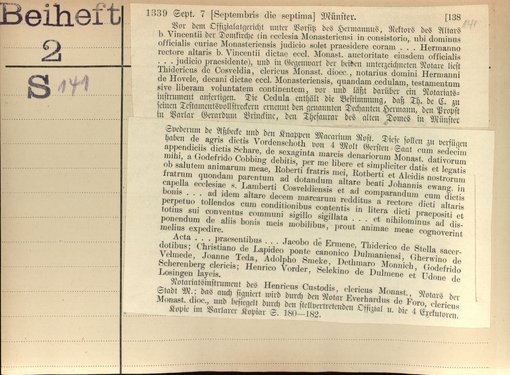 Beiheft
2
S 141
1339 Sept. 7 [Septembris die septima] Münster. [138
141
Vor dem Offizialatgericht unter Vorsitz des Hermannus, Rektors des Altars
b. Vincentii der Domkirche (in ecclesia Monasteriensi in consistorio, ubi dominus
officialis curiae Monasteriensis judicio solet praesidere coram . . . Hermanno
rectore altaris b. Vincentii dictae eccl. Monast. auctoritate eiusdem officialis
. . . judicio praesidente), und in Gegenwart der beiden unterzeichneten Notare liest
Thidericus de Cosveldia, clericus Monast. dioec., notarius domini Hermanni
de Hovele, decani dictae eccl. Monasteriensis, quandam cedulam, testamentum
sive liberam voluntatem continentem, vor und läßt darüber ein Notariats-
instrument anfertigen. Die Cedula enthält die Bestimmung, daß Th. de C. zu
seinen Testamentsvollstreckern ernennt den genannten Dechanten Hermann, den Propst
in Varlar Gerardum Brinckinc, den Thesaurar des alten Domes in Münster
Svederum de Asbecke und den Knappen Macarium Rost. Diese sollen zu verfügen
haben de agris dictis Vordenschoth von 4 Molt Gersten Saat cum sedecim
appendiciis dictis Schare, de sexaginta marcis denariorum Monast. dativorum
mihi, a Godefrido Cobbing debitis, per me libere et simpliciter datis et legatis
ob salutem animarum meae, Roberti fratris mei, Rotberti et Aleidis nostrorum
fratrum quondam parentum ad dotandum altare beati Johannis ewang. in
capella ecclesiae s. Lamberti Cosveldiensis et ad comparandum cum dictis
bonis . . . ad idem altare decem marcarum redditus a rectore dicti altaris
perpetuo tollendos cum conditionibus contentis in litera dicti praepositi et
totius sui conventus communi sigillo sigillata . . . et nihilominus ad dis-
ponendum de aliis bonis meis mobilibus, prout animae meae cognoverint
melius expedire.
Acta . . . praesentibus . . . Jacobo de Ermene, Thiderico de Stella sacer-
dotibus; Christiano de Lapideo ponte canonico Dulmaniensi, Gherwino de
Velmede, Joanne Teda, Adolpho Smeke, Dethmaro Monnich, Godefrido
Scherenberg clericis; Henrico Vorder, Selekino de Dulmene et Udone de
Losingen laycis.
Notariatsinstrument des Henricus Custodis, clericus Monast., Notars der
Stadt M.; das auch signiert wird durch den Notar Everhardus de Foro, clericus
Monast. dioc., und besiegelt durch den stellvertretenden Offizial u. die 4 Exekutoren.
Kopie im Varlarer Kopiar S. 180—182.